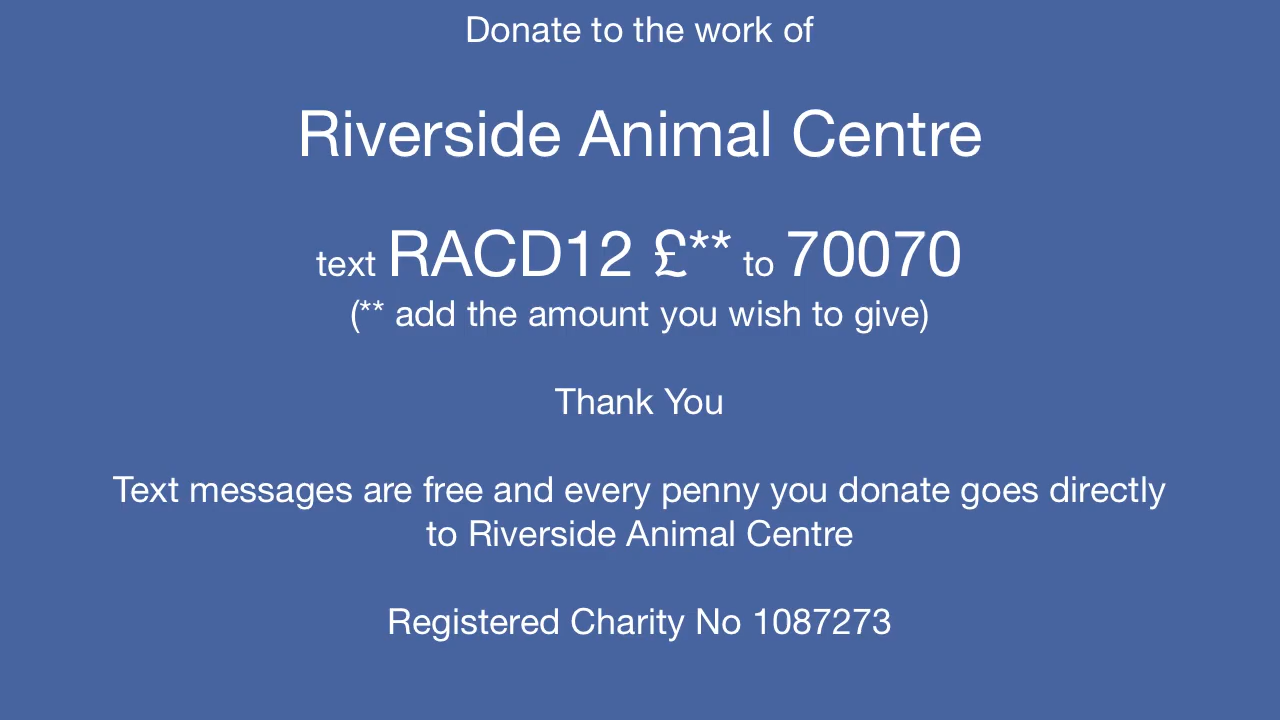 Donate to the work of
Riverside Animal Centre
text RACD12 £** to 70070
(** add the amount you wish to give)
Thank You
Text messages are free and every penny you donate goes directly
to Riverside Animal Centre
Registered Charity No 1087273